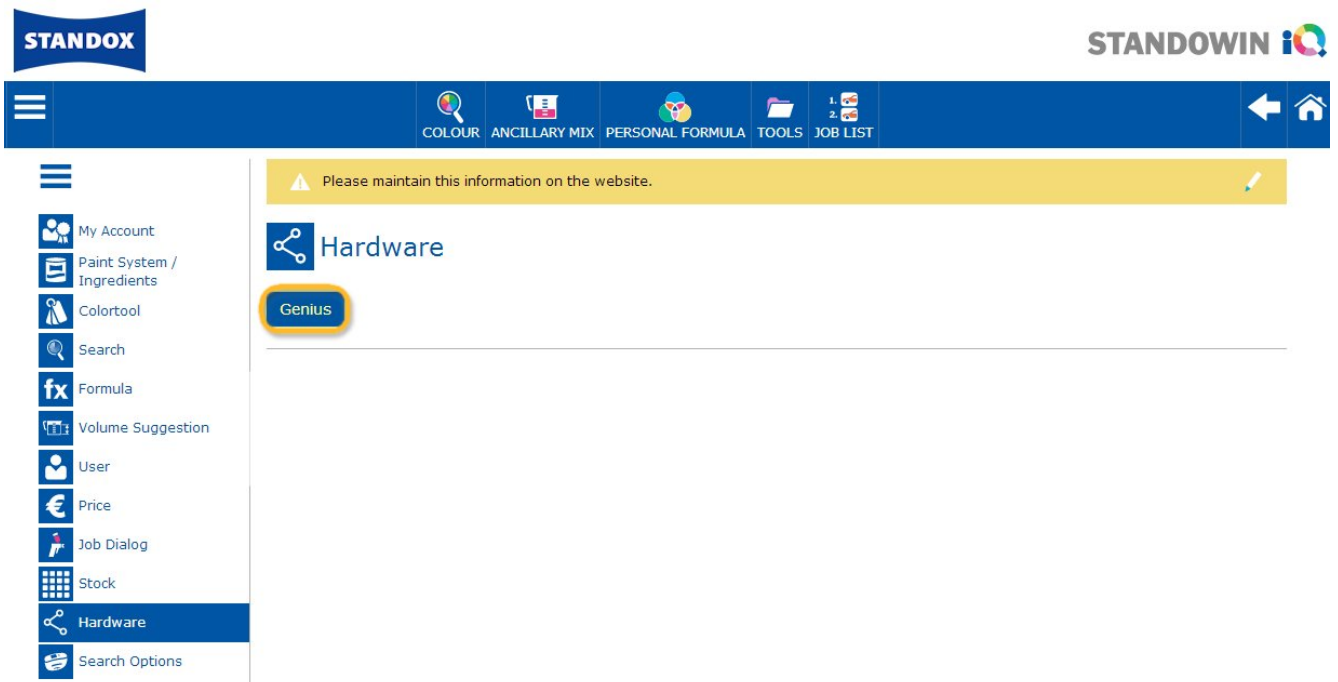 STANDOX
STANDOWIN iQ
COLOUR
ANCILLARY MIX
PERSONAL FORMULA
TOOLS
1.
2.
JOB LIST
Please maintain this information on the website.
My Account
Paint System /
Ingredients
Colortool
Search
fx Formula
Volume Suggestion
User
€ Price
Job Dialog
Stock
Hardware
Search Options
Hardware
Genius